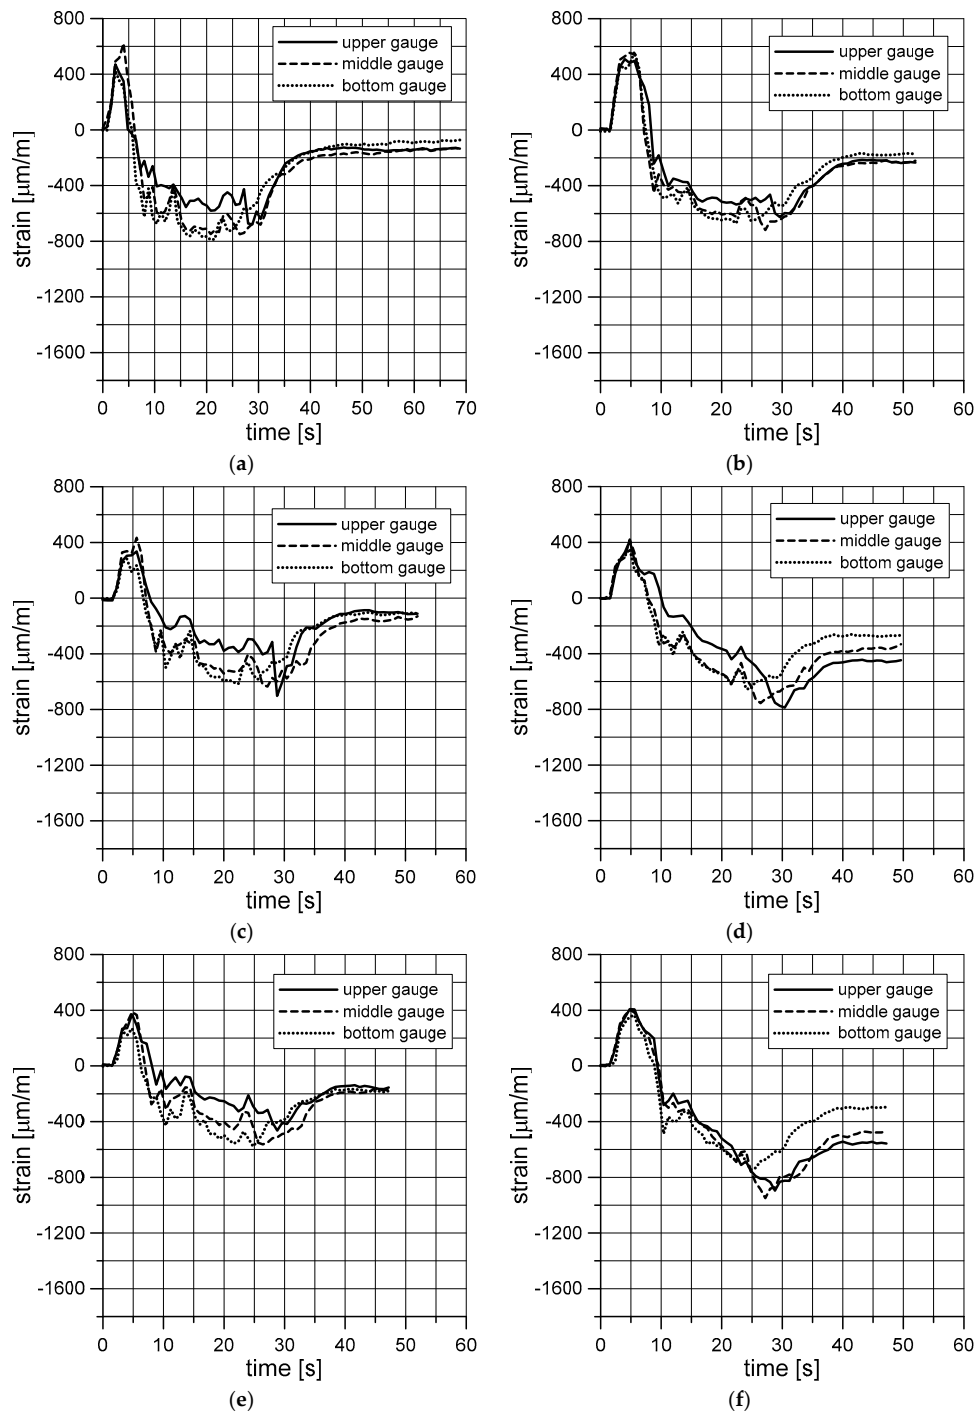 800
400
0
-400
-800
-1200
-1600
strain [µm/m]
upper gauge
middle gauge
bottom gauge
0 10 20 30 40 50 60 70
time [s]
(a)
800
400
0
-400
-800
-1200
-1600
strain [µm/m]
upper gauge
middle gauge
bottom gauge
0 10 20 30 40 50 60
time [s]
(b)
800
400
0
-400
-800
-1200
-1600
strain [µm/m]
upper gauge
middle gauge
bottom gauge
0 10 20 30 40 50 60
time [s]
(c)
800
400
0
-400
-800
-1200
-1600
strain [µm/m]
upper gauge
middle gauge
bottom gauge
0 10 20 30 40 50 60
time [s]
(d)
800
400
0
-400
-800
-1200
-1600
strain [µm/m]
upper gauge
middle gauge
bottom gauge
0 10 20 30 40 50 60
time [s]
(e)
800
400
0
-400
-800
-1200
-1600
strain [µm/m]
upper gauge
middle gauge
bottom gauge
0 10 20 30 40 50 60
time [s]
(f)